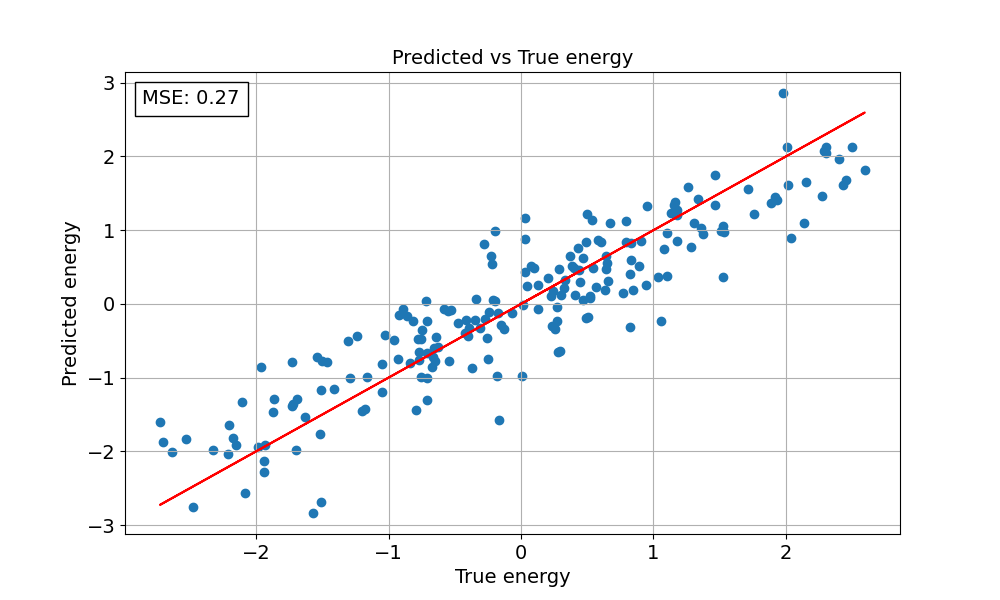 Predicted vs True energy
MSE: 0.27
3
2
1
0
−1
−2
−3
Predicted energy
−2 −1 0 1 2
True energy